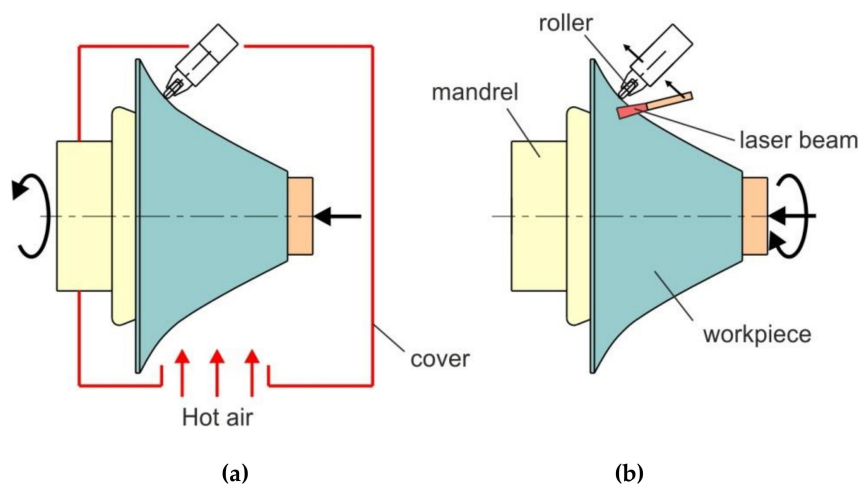 roller
mandrel
laser beam
workpiece
cover
Hot air
(a)
(b)